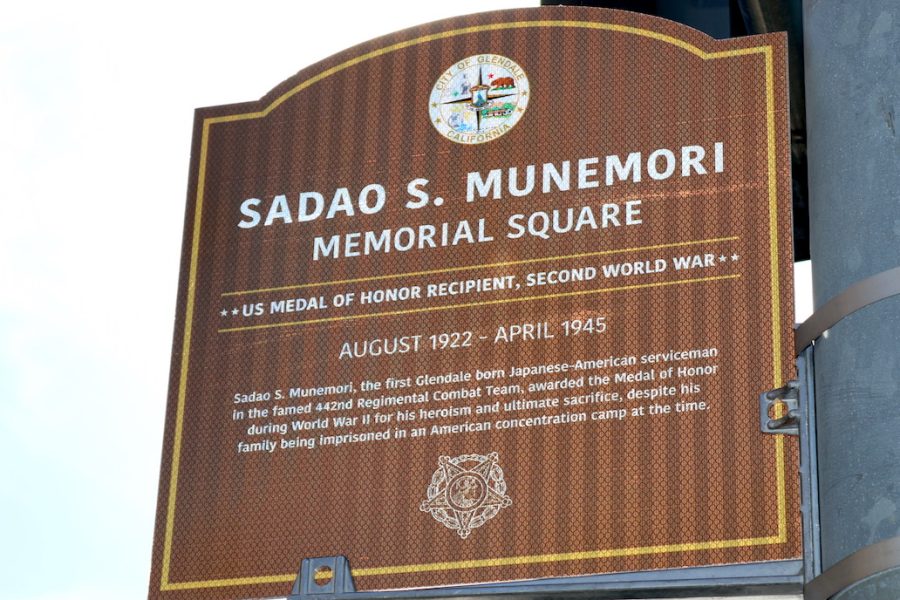 CITY OF GLENDALE
CALIFORNIA
SADAO S. MUNEMORI
MEMORIAL SQUARE
★★US MEDAL OF HONOR RECIPIENT, SECOND WORLD WAR★★
AUGUST 1922 - APRIL 1945
Sadao S. Munemori, the first Glendale born Japanese-American serviceman
in the famed 442nd Regimental Combat Team, awarded the Medal of Honor
during World War II for his heroism and ultimate sacrifice, despite his
family being imprisoned in an American concentration camp at the time.